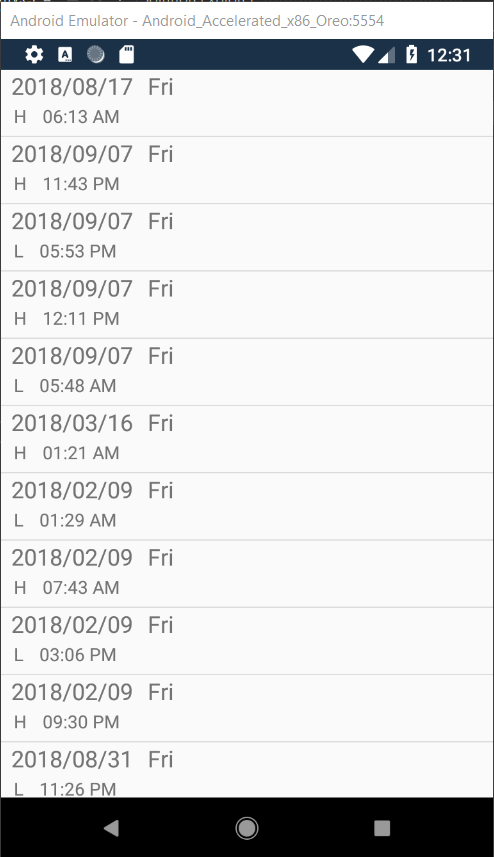 Android Emulator - Android_Accelerated_x86_Oreo:5554
A 12:31
2018/08/17 Fri
H 06:13 AM
2018/09/07 Fri
H 11:43 PM
2018/09/07 Fri
L 05:53 PM
2018/09/07 Fri
H 12:11 PM
2018/09/07 Fri
L 05:48 AM
2018/03/16 Fri
H 01:21 AM
2018/02/09 Fri
L 01:29 AM
2018/02/09 Fri
H 07:43 AM
2018/02/09 Fri
L 03:06 PM
2018/02/09 Fri
H 09:30 PM
2018/08/31 Fri
L 11:26 PM